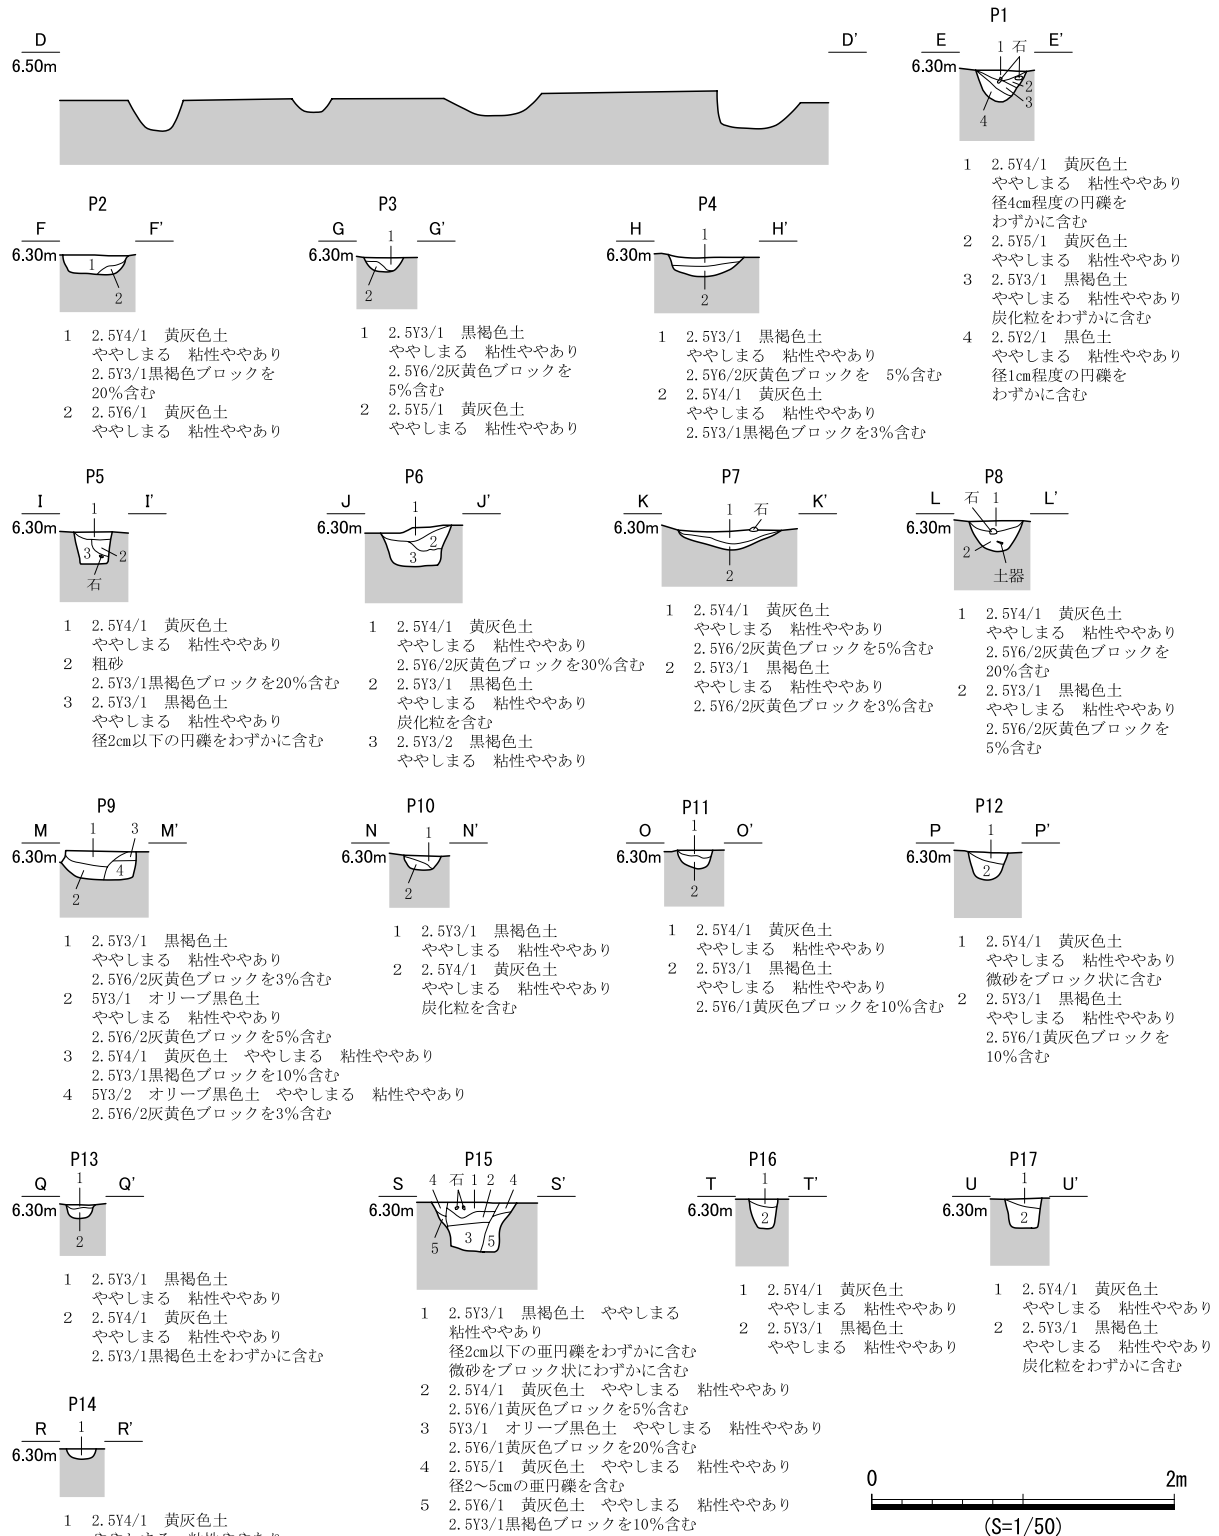 D D'
6.50m
P1
E E'
6.30m
1 石
2
3
4
1 2.5Y4/1 黄灰色土
ややしまる 粘性ややあり
径4cm程度の円礫を
わずかに含む
2 2.5Y5/1 黄灰色土
ややしまる 粘性ややあり
3 2.5Y3/1 黒褐色土
ややしまる 粘性ややあり
炭化粒をわずかに含む
4 2.5Y2/1 黒色土
ややしまる 粘性ややあり
径1cm程度の円礫を
わずかに含む
P2
F F'
6.30m
1
2
1 2.5Y4/1 黄灰色土
ややしまる 粘性ややあり
2.5Y3/1黒褐色ブロックを
20%含む
2 2.5Y6/1 黄灰色土
ややしまる 粘性ややあり
P3
G 1 G'
6.30m
2
1 2.5Y3/1 黒褐色土
ややしまる 粘性ややあり
2.5Y6/2灰黄色ブロックを
5%含む
2 2.5Y5/1 黄灰色土
ややしまる 粘性ややあり
P4
H 1 H'
6.30m
2
1 2.5Y3/1 黒褐色土
ややしまる 粘性ややあり
2.5Y6/2灰黄色ブロックを 5%含む
2 2.5Y4/1 黄灰色土
ややしまる 粘性ややあり
2.5Y3/1黒褐色ブロックを3%含む
P5
I 1 I'
6.30m
3 2
石
1 2.5Y4/1 黄灰色土
ややしまる 粘性ややあり
2 粗砂
2.5Y3/1黒褐色ブロックを20%含む
3 2.5Y3/1 黒褐色土
ややしまる 粘性ややあり
径2cm以下の円礫をわずかに含む
P6
J 1 J'
6.30m
2
3
1 2.5Y4/1 黄灰色土
ややしまる 粘性ややあり
2.5Y6/2灰黄色ブロックを30%含む
2 2.5Y3/1 黒褐色土
ややしまる 粘性ややあり
炭化粒を含む
3 2.5Y3/2 黒褐色土
ややしまる 粘性ややあり
P7
K 1 石 K'
6.30m
2
1 2.5Y4/1 黄灰色土
ややしまる 粘性ややあり
2.5Y6/2灰黄色ブロックを5%含む
2 2.5Y3/1 黒褐色土
ややしまる 粘性ややあり
2.5Y6/2灰黄色ブロックを3%含む
P8
L 石 1 L'
6.30m
2
土器
1 2.5Y4/1 黄灰色土
ややしまる 粘性ややあり
2.5Y6/2灰黄色ブロックを
20%含む
2 2.5Y3/1 黒褐色土
ややしまる 粘性ややあり
2.5Y6/2灰黄色ブロックを
5%含む
P9
M 1 3 M'
6.30m
4
2
1 2.5Y3/1 黒褐色土
ややしまる 粘性ややあり
2.5Y6/2灰黄色ブロックを3%含む
2 5Y3/1 オリーブ黒色土
ややしまる 粘性ややあり
2.5Y6/2灰黄色ブロックを5%含む
3 2.5Y4/1 黄灰色土 ややしまる 粘性ややあり
2.5Y3/1黒褐色ブロックを10%含む
4 5Y3/2 オリーブ黒色土 ややしまる 粘性ややあり
2.5Y6/2灰黄色ブロックを3%含む
P10
N 1 N'
6.30m
2
1 2.5Y3/1 黒褐色土
ややしまる 粘性ややあり
2 2.5Y4/1 黄灰色土
ややしまる 粘性ややあり
炭化粒を含む
P11
O 1 O'
6.30m
2
1 2.5Y4/1 黄灰色土
ややしまる 粘性ややあり
2 2.5Y3/1 黒褐色土
ややしまる 粘性ややあり
2.5Y6/1黄灰色ブロックを10%含む
P12
P 1 P'
6.30m
2
1 2.5Y4/1 黄灰色土
ややしまる 粘性ややあり
微砂をブロック状に含む
2 2.5Y3/1 黒褐色土
ややしまる 粘性ややあり
2.5Y6/1黄灰色ブロックを
10%含む
P13
Q 1 Q'
6.30m
2
1 2.5Y3/1 黒褐色土
ややしまる 粘性ややあり
2 2.5Y4/1 黄灰色土
ややしまる 粘性ややあり
2.5Y3/1黒褐色土をわずかに含む
P14
R 1 R'
6.30m
1 2.5Y4/1 黄灰色土
ややしまる 粘性ややあり
P15
S 4 石 1 2 4 S'
6.30m
5 3 5
1 2.5Y3/1 黒褐色土 ややしまる
粘性ややあり
径2cm以下の亜円礫をわずかに含む
微砂をブロック状にわずかに含む
2 2.5Y4/1 黄灰色土 ややしまる 粘性ややあり
2.5Y6/1黄灰色ブロックを5%含む
3 5Y3/1 オリーブ黒色土 ややしまる 粘性ややあり
2.5Y6/1黄灰色ブロックを20%含む
4 2.5Y5/1 黄灰色土 ややしまる 粘性ややあり
径2～5cmの亜円礫を含む
5 2.5Y6/1 黄灰色土 ややしまる 粘性ややあり
2.5Y3/1黒褐色ブロックを10%含む
P16
T 1 T'
6.30m
2
1 2.5Y4/1 黄灰色土
ややしまる 粘性ややあり
2 2.5Y3/1 黒褐色土
ややしまる 粘性ややあり
P17
U 1 U'
6.30m
2
1 2.5Y4/1 黄灰色土
ややしまる 粘性ややあり
2 2.5Y3/1 黒褐色土
ややしまる 粘性ややあり
炭化粒をわずかに含む
0 2m
(S=1/50)